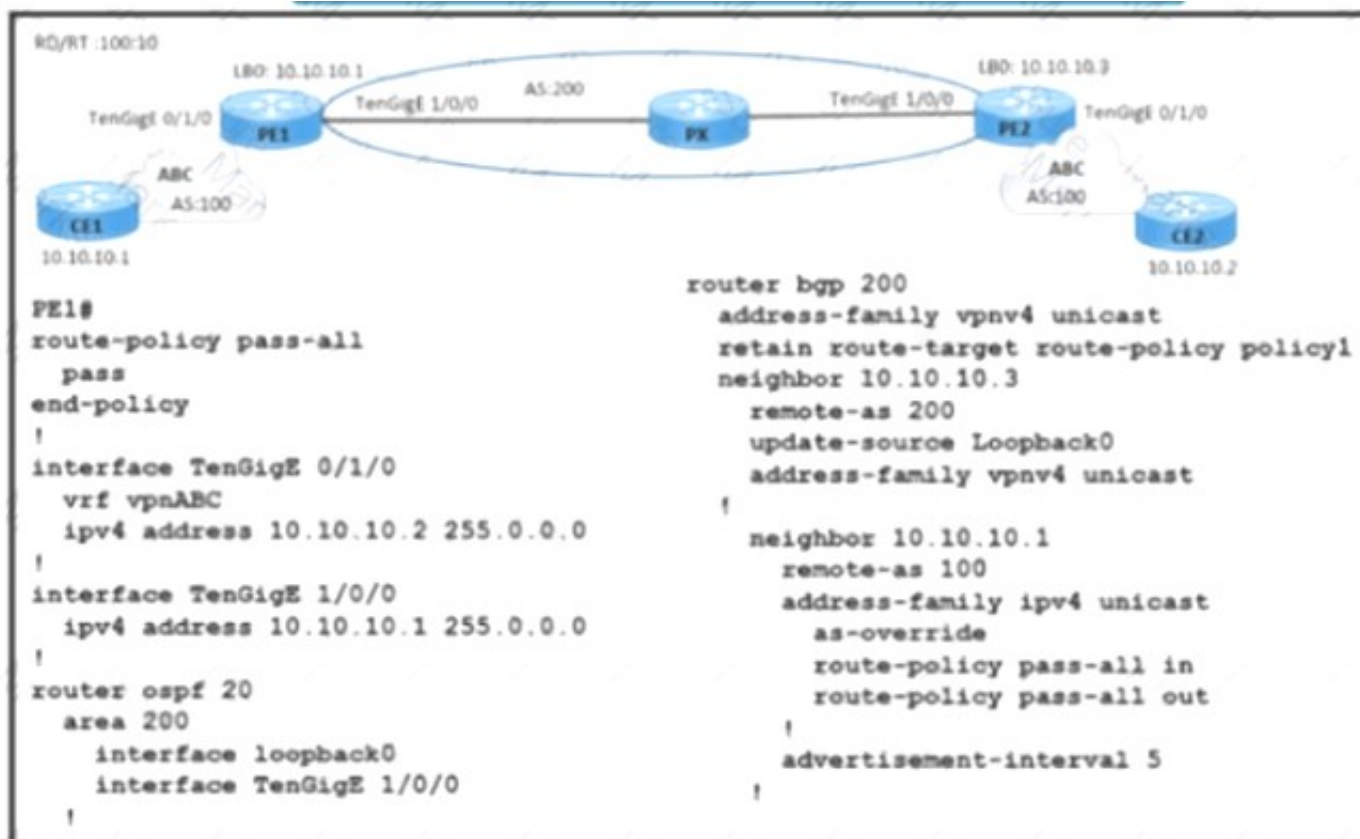 RD/RT :100:10
LB0: 10.10.10.1
LB0: 10.10.10.3
TenGigE 0/1/0
TenGigE 1/0/0
AS:200
TenGigE 1/0/0
TenGigE 0/1/0
PE1
PX
PE2
ABC
AS:100
ABC
AS:100
CE1
10.10.10.1
CE2
10.10.10.2
PE1#
route-policy pass-all
pass
end-policy
!
interface TenGigE 0/1/0
vrf vpnABC
ipv4 address 10.10.10.2 255.0.0.0
!
interface TenGigE 1/0/0
ipv4 address 10.10.10.1 255.0.0.0
!
router ospf 20
area 200
interface loopback0
interface TenGigE 1/0/0
!
router bgp 200
address-family vpnv4 unicast
retain route-target route-policy policy1
neighbor 10.10.10.3
remote-as 200
update-source Loopback0
address-family vpnv4 unicast
!
neighbor 10.10.10.1
remote-as 100
address-family ipv4 unicast
as-override
route-policy pass-all in
route-policy pass-all out
!
advertisement-interval 5
!